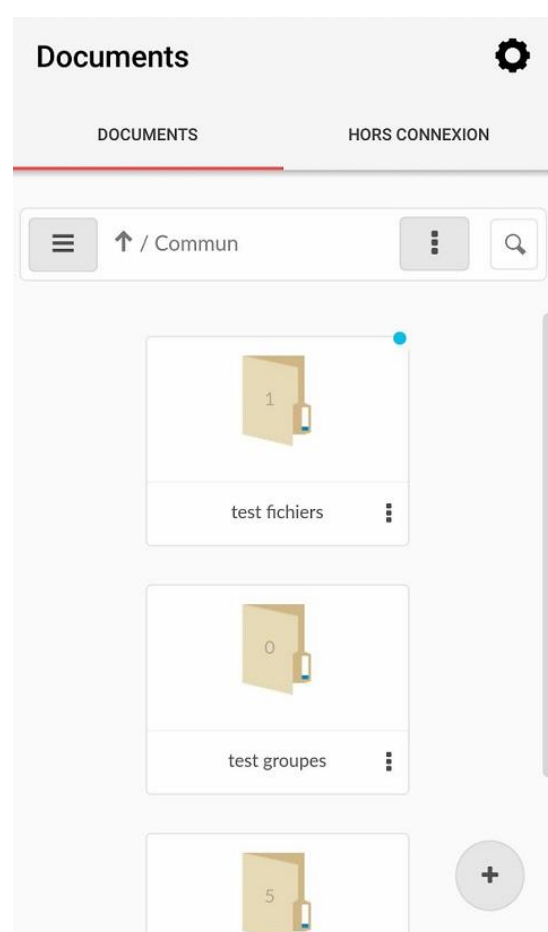 Documents
DOCUMENTS
HORS CONNEXION
/ Commun
1
test fichiers
0
test groupes
5